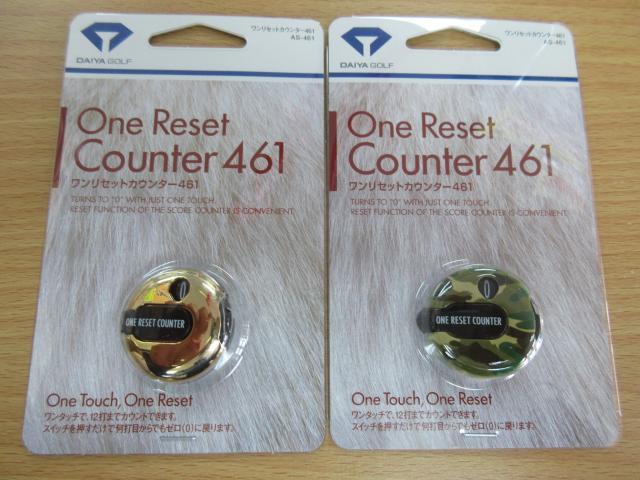 DAIYA GOLF
ワンリセットカウンター461
AS-461
One Reset
Counter 461
ワンリセットカウンター461
TURNS TO "0" WITH JUST ONE TOUCH.
RESET FUNCTION OF THE SCORE COUNTER IS CONVENIENT.
0
ONE RESET COUNTER
One Touch, One Reset
ワンタッチで、12打までカウントできます。
スイッチを押すだけで何打目からでもゼロ(0)に戻ります。
DAIYA GOLF
ワンリセットカウンター461
AS-461
One Reset
Counter 461
ワンリセットカウンター461
TURNS TO "0" WITH JUST ONE TOUCH.
RESET FUNCTION OF THE SCORE COUNTER IS CONVENIENT.
0
ONE RESET COUNTER
One Touch, One Reset
ワンタッチで、12打までカウントできます。
スイッチを押すだけで何打目からでもゼロ(0)に戻ります。